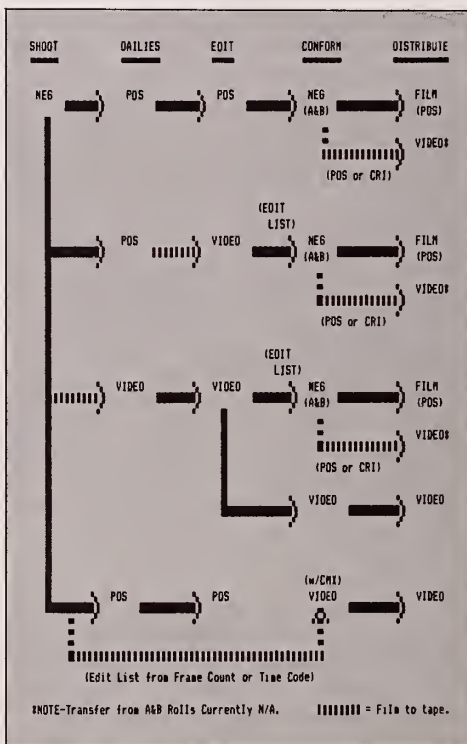 SHOOT DAILIES EDIT CONFORM DISTRIBUTE
NEG POS POS NEG FILM
(A&B) (POS)
VIDEO*
(POS or CRI)
(EDIT
LIST)
POS VIDEO NEG FILM
(A&B) (POS)
VIDEO*
(POS or CRI)
(EDIT
LIST)
VIDEO VIDEO NEG FILM
(A&B) (POS)
VIDEO*
(POS or CRI)
VIDEO VIDEO
(w/CMX)
POS POS VIDEO VIDEO
(Edit List from Frame Count or Time Code)
*NOTE-Transfer from A&B Rolls Currently N/A. = Film to tape.